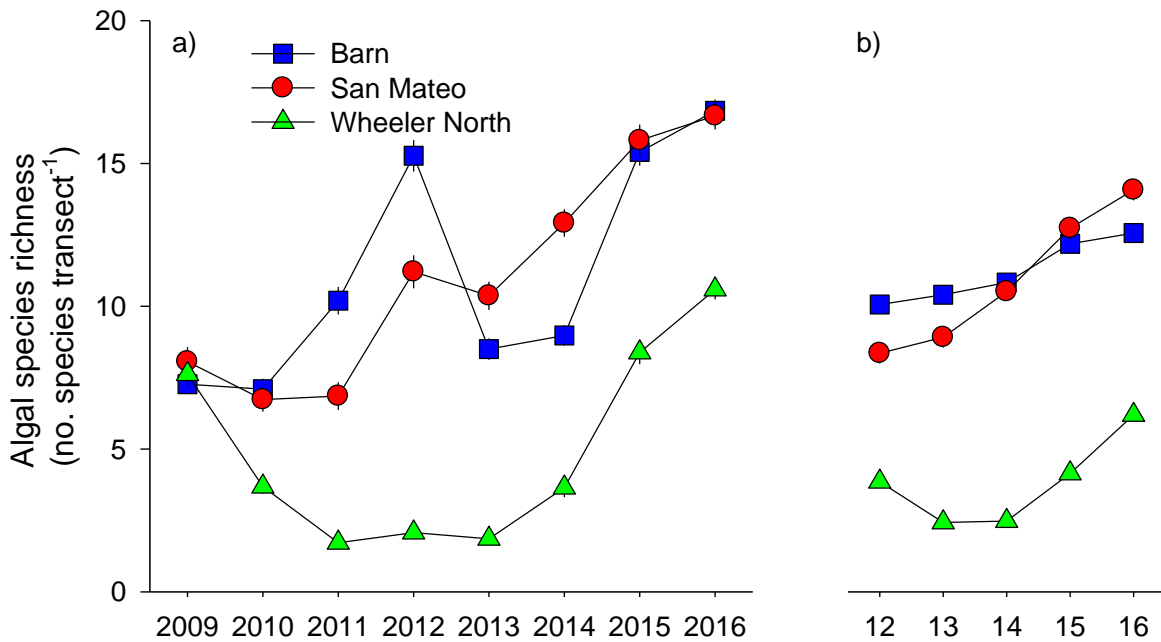 Algal species richness
(no. species transect⁻¹)
20
15
10
5
0
a)
Barn
San Mateo
Wheeler North
2009 2010 2011 2012 2013 2014 2015 2016
b)
12 13 14 15 16